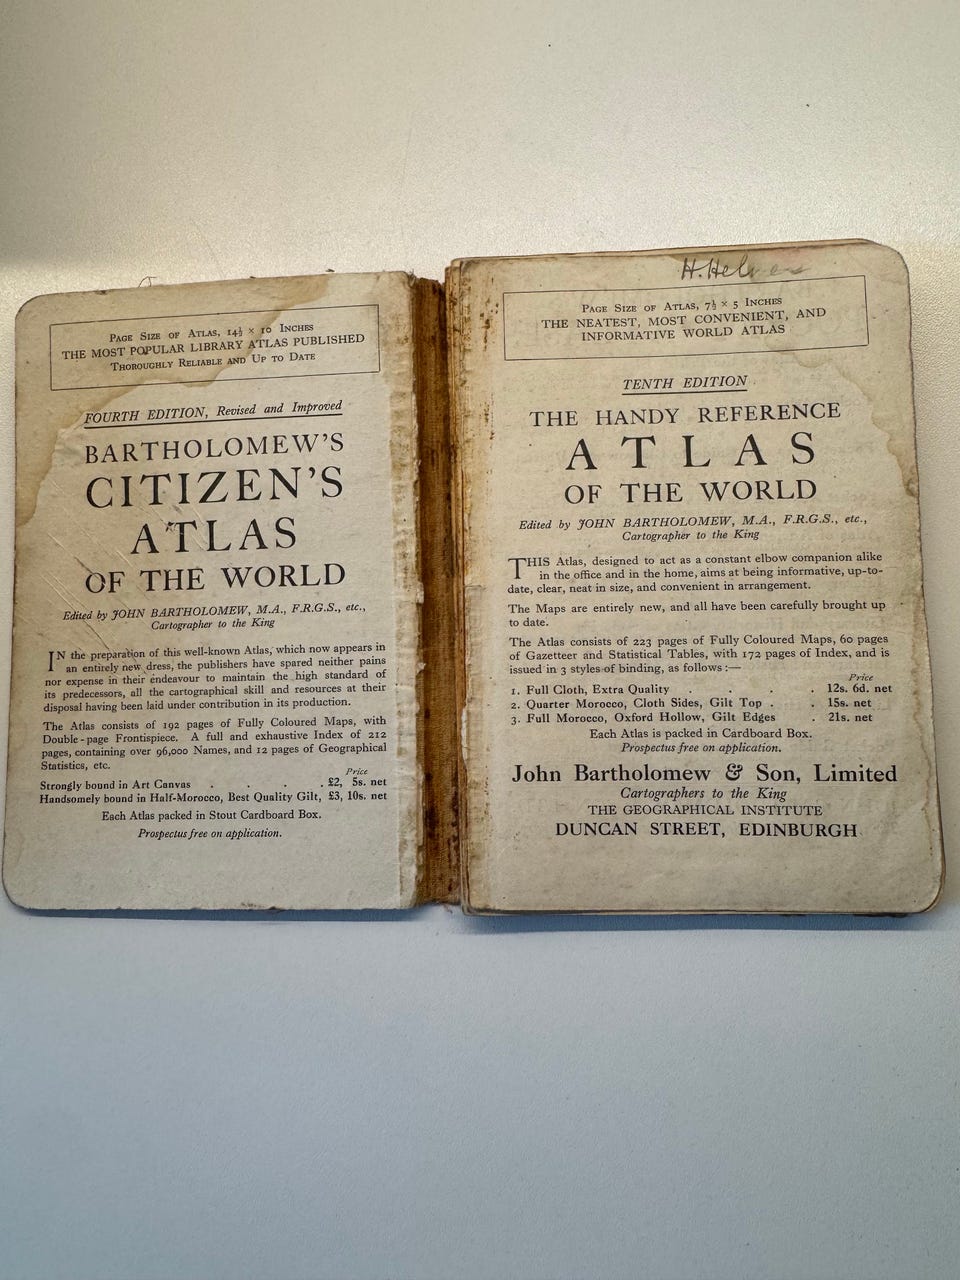 PAGE SIZE OF ATLAS, 14½ × 10 INCHES
THE MOST POPULAR LIBRARY ATLAS PUBLISHED
THOROUGHLY RELIABLE AND UP TO DATE
FOURTH EDITION, Revised and Improved
BARTHOLOMEW'S
CITIZEN'S
ATLAS
OF THE WORLD
Edited by JOHN BARTHOLOMEW, M.A., F.R.G.S., etc.,
Cartographer to the King
IN the preparation of this well-known Atlas, which now appears in
an entirely new dress, the publishers have spared neither pains
nor expense in their endeavour to maintain the high standard of
its predecessors, all the cartographical skill and resources at their
disposal having been laid under contribution in its production.
The Atlas consists of 192 pages of Fully Coloured Maps, with
Double-page Frontispiece. A full and exhaustive Index of 212
pages, containing over 96,000 Names, and 12 pages of Geographical
Statistics, etc.
Price
Strongly bound in Art Canvas . . . . £2, 5s. net
Handsomely bound in Half-Morocco, Best Quality Gilt, £3, 10s. net
Each Atlas packed in Stout Cardboard Box.
Prospectus free on application.
H.
PAGE SIZE OF ATLAS, 7½ × 5 INCHES
THE NEATEST, MOST CONVENIENT, AND
INFORMATIVE WORLD ATLAS
TENTH EDITION
THE HANDY REFERENCE
ATLAS
OF THE WORLD
Edited by JOHN BARTHOLOMEW, M.A., F.R.G.S., etc.,
Cartographer to the King
THIS Atlas, designed to act as a constant elbow companion alike
in the office and in the home, aims at being informative, up-to-
date, clear, neat in size, and convenient in arrangement.
The Maps are entirely new, and all have been carefully brought up
to date.
The Atlas consists of 223 pages of Fully Coloured Maps, 60 pages
of Gazetteer and Statistical Tables, with 172 pages of Index, and is
issued in 3 styles of binding, as follows :—
Price
1. Full Cloth, Extra Quality . . . . 12s. 6d. net
2. Quarter Morocco, Cloth Sides, Gilt Top . . 15s. net
3. Full Morocco, Oxford Hollow, Gilt Edges . 21s. net
Each Atlas is packed in Cardboard Box.
Prospectus free on application.
John Bartholomew & Son, Limited
Cartographers to the King
THE GEOGRAPHICAL INSTITUTE
DUNCAN STREET, EDINBURGH